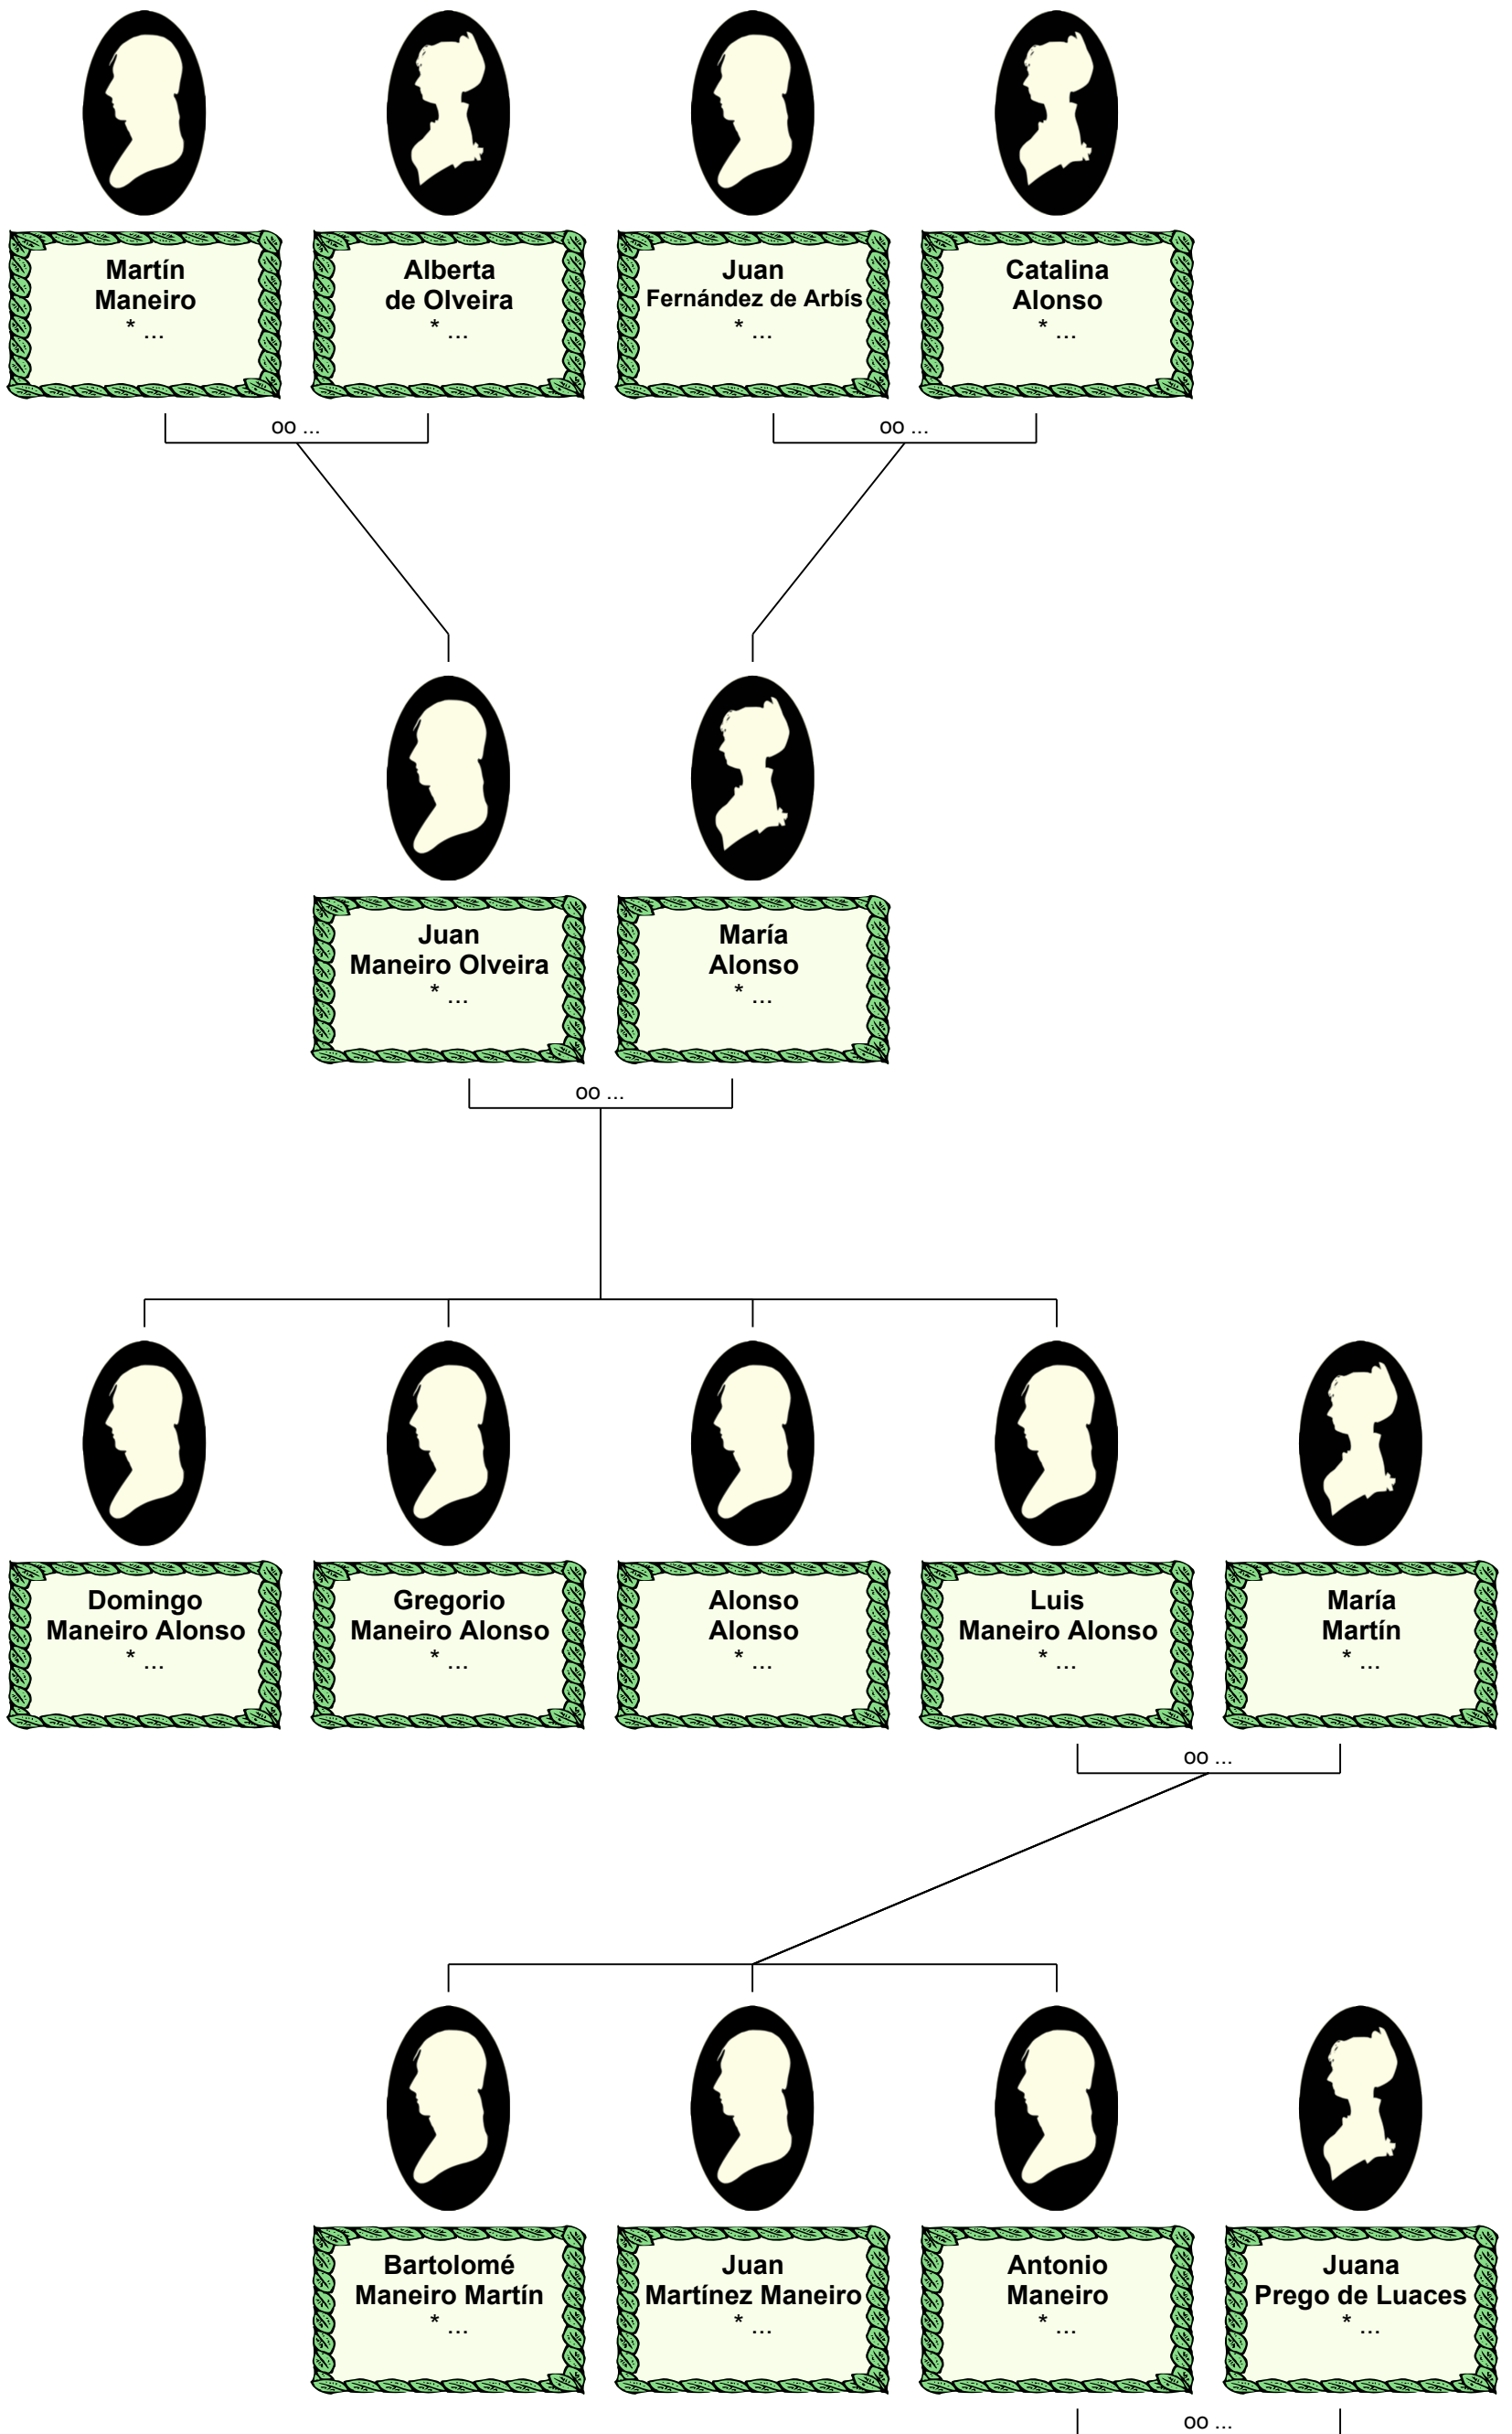 Martín
Maneiro
* ...
Alberta
de Olveira
* ...
Juan
Fernández de Arbís
* ...
Catalina
Alonso
* ...
oo ...
oo ...
Juan
Maneiro Olveira
* ...
María
Alonso
* ...
oo ...
Domingo
Maneiro Alonso
* ...
Gregorio
Maneiro Alonso
* ...
Alonso
Alonso
* ...
Luis
Maneiro Alonso
* ...
María
Martín
* ...
oo ...
Bartolomé
Maneiro Martín
* ...
Juan
Martínez Maneiro
* ...
Antonio
Maneiro
* ...
Juana
Prego de Luaces
* ...
oo ...